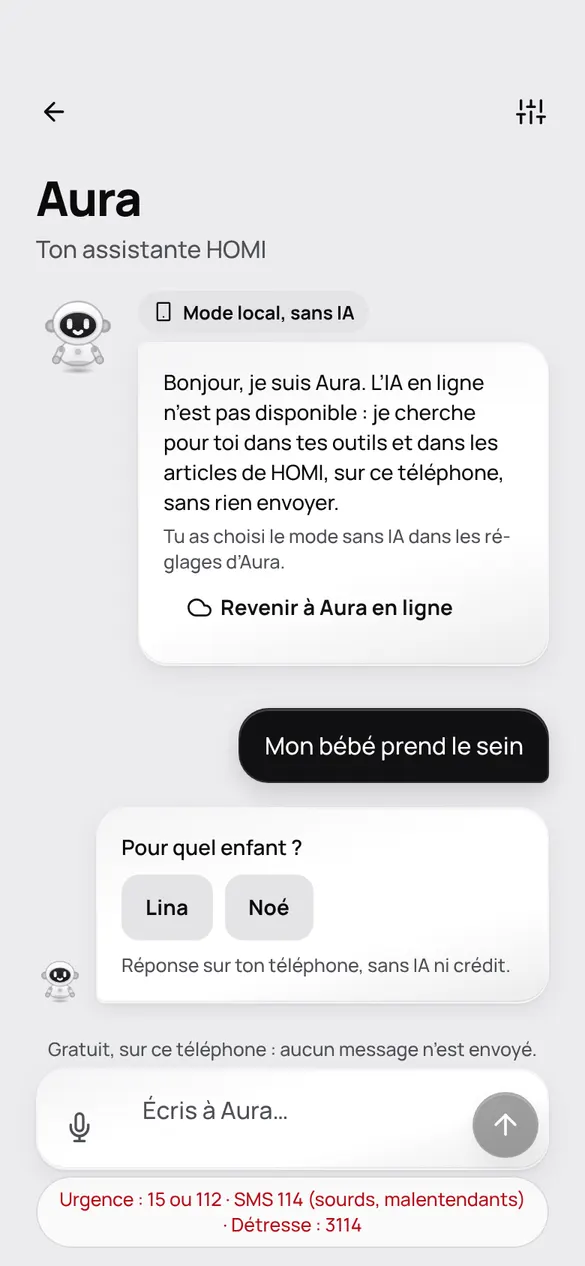 Aura
Ton assistante HOMI
Mode local, sans IA
Bonjour, je suis Aura. L’IA en ligne
n’est pas disponible : je cherche
pour toi dans tes outils et dans les
articles de HOMI, sur ce téléphone,
sans rien envoyer.
Tu as choisi le mode sans IA dans les ré-
glages d’Aura.
Revenir à Aura en ligne
Mon bébé prend le sein
Pour quel enfant ?
Lina
Noé
Réponse sur ton téléphone, sans IA ni crédit.
Gratuit, sur ce téléphone : aucun message n’est envoyé.
Écris à Aura…
Urgence : 15 ou 112 · SMS 114 (sourds, malentendants)
· Détresse : 3114